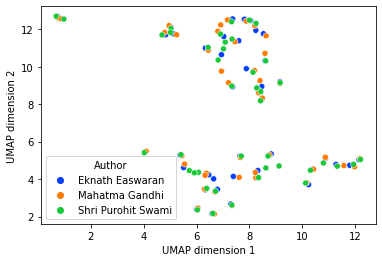 12
10
8
6
4
2
UMAP dimension 2
Author
Eknath Easwaran
Mahatma Gandhi
Shri Purohit Swami
2 4 6 8 10 12
UMAP dimension 1